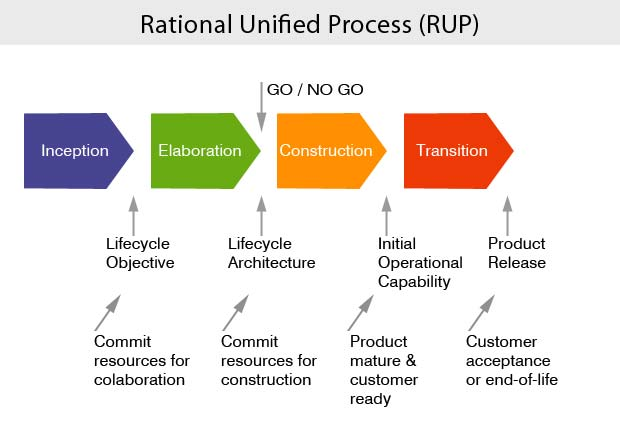 Rational Unified Process (RUP)
GO / NO GO
Inception
Elaboration
Construction
Transition
Lifecycle
Objective
Lifecycle
Architecture
Initial
Operational
Capability
Product
Release
Commit
resources for
colaboration
Commit
resources for
construction
Product
mature &
customer
ready
Customer
acceptance
or end-of-life